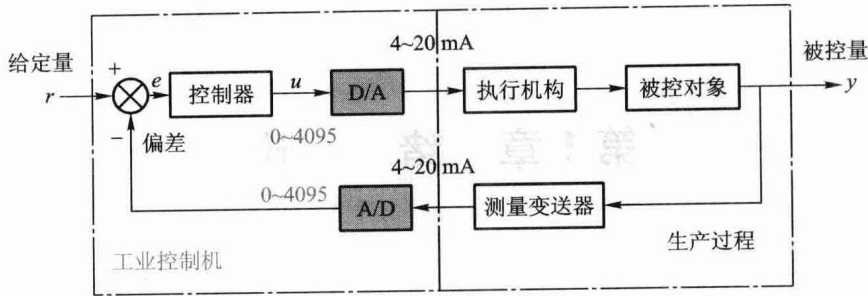 4~20 mA
给定量
被控量
r
+
e
控制器
u
D/A
执行机构
被控对象
y
−
偏差
0~4095
4~20 mA
0~4095
A/D
测量变送器
工业控制机
生产过程